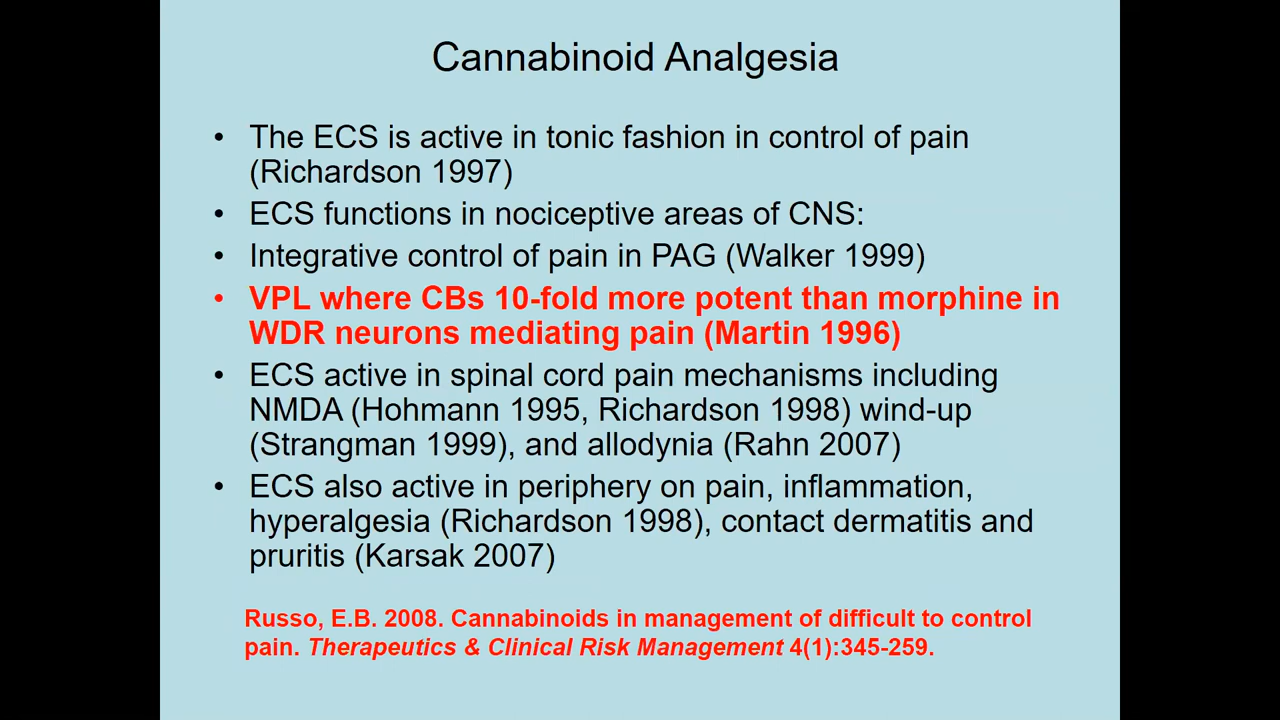 Cannabinoid Analgesia
• The ECS is active in tonic fashion in control of pain
(Richardson 1997)
• ECS functions in nociceptive areas of CNS:
• Integrative control of pain in PAG (Walker 1999)
• VPL where CBs 10-fold more potent than morphine in
WDR neurons mediating pain (Martin 1996)
• ECS active in spinal cord pain mechanisms including
NMDA (Hohmann 1995, Richardson 1998) wind-up
(Strangman 1999), and allodynia (Rahn 2007)
• ECS also active in periphery on pain, inflammation,
hyperalgesia (Richardson 1998), contact dermatitis and
pruritis (Karsak 2007)
Russo, E.B. 2008. Cannabinoids in management of difficult to control
pain. Therapeutics & Clinical Risk Management 4(1):345-259.